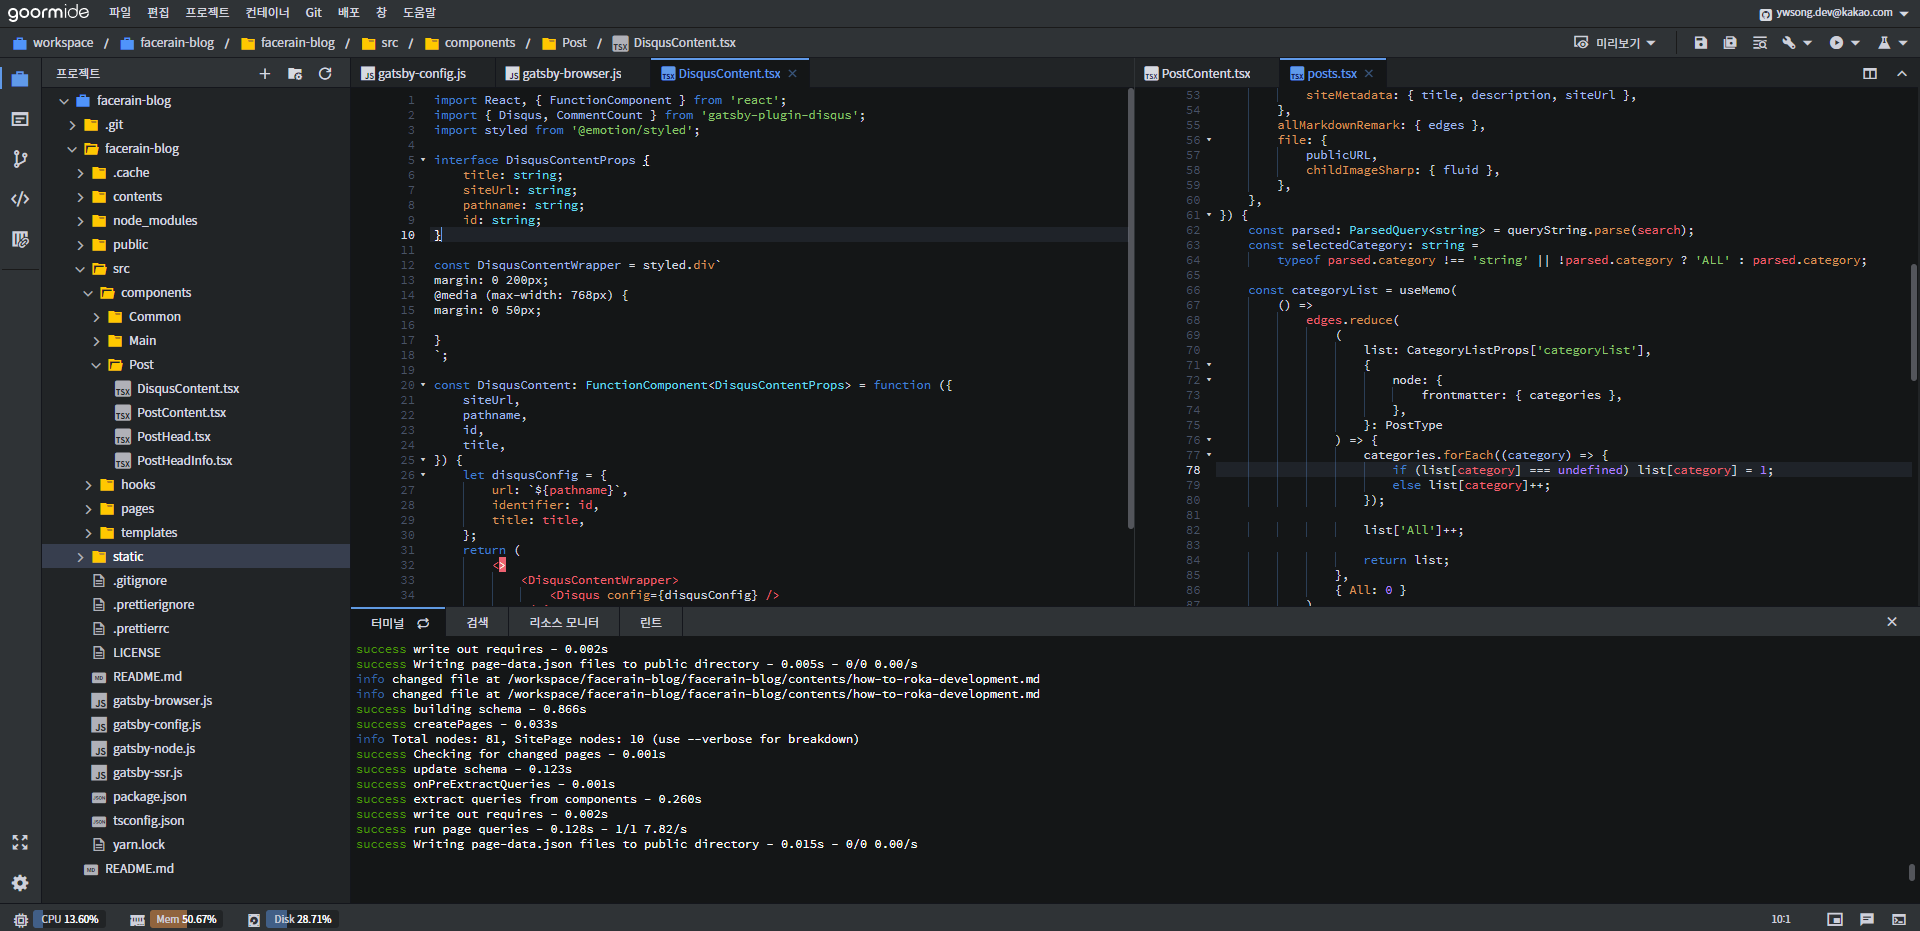 goormide 파일 편집 프로젝트 컨테이너 Git 배포 창 도움말 ywsong.dev@kakao.com
workspace / facerain-blog / facerain-blog / src / components / Post / TSX DisqusContent.tsx 미리보기
프로젝트
facerain-blog
.git
facerain-blog
.cache
contents
node_modules
public
src
components
Common
Main
Post
TSX DisqusContent.tsx
TSX PostContent.tsx
TSX PostHead.tsx
TSX PostHeadInfo.tsx
hooks
pages
templates
static
.gitignore
.prettierignore
.prettierrc
LICENSE
MD README.md
JS gatsby-browser.js
JS gatsby-config.js
JS gatsby-node.js
JS gatsby-ssr.js
JSON package.json
JSON tsconfig.json
yarn.lock
MD README.md
JS gatsby-config.js JS gatsby-browser.js TSX DisqusContent.tsx
1 import React, { FunctionComponent } from 'react';
2 import { Disqus, CommentCount } from 'gatsby-plugin-disqus';
3 import styled from '@emotion/styled';
4
5 interface DisqusContentProps {
6 title: string;
7 siteUrl: string;
8 pathname: string;
9 id: string;
10 }
11
12 const DisqusContentWrapper = styled.div`
13 margin: 0 200px;
14 @media (max-width: 768px) {
15 margin: 0 50px;
16
17 }
18 `;
19
20 const DisqusContent: FunctionComponent<DisqusContentProps> = function ({
21 siteUrl,
22 pathname,
23 id,
24 title,
25 }) {
26 let disqusConfig = {
27 url: `${pathname}`,
28 identifier: id,
29 title: title,
30 };
31 return (
32 <>
33 <DisqusContentWrapper>
34 <Disqus config={disqusConfig} />
TSX PostContent.tsx TSX posts.tsx
53 siteMetadata: { title, description, siteUrl },
54 },
55 allMarkdownRemark: { edges },
56 file: {
57 publicURL,
58 childImageSharp: { fluid },
59 },
60 },
61 }) {
62 const parsed: ParsedQuery<string> = queryString.parse(search);
63 const selectedCategory: string =
64 typeof parsed.category !== 'string' || !parsed.category ? 'ALL' : parsed.category;
65
66 const categoryList = useMemo(
67 () =>
68 edges.reduce(
69 (
70 list: CategoryListProps['categoryList'],
71 {
72 node: {
73 frontmatter: { categories },
74 },
75 }: PostType
76 ) => {
77 categories.forEach((category) => {
78 if (list[category] === undefined) list[category] = 1;
79 else list[category]++;
80 });
81
82 list['All']++;
83
84 return list;
85 },
86 { All: 0 }
87 )
터미널 검색 리소스 모니터 린트
success write out requires - 0.002s
success Writing page-data.json files to public directory - 0.005s - 0/0 0.00/s
info changed file at /workspace/facerain-blog/facerain-blog/contents/how-to-roka-development.md
info changed file at /workspace/facerain-blog/facerain-blog/contents/how-to-roka-development.md
success building schema - 0.866s
success createPages - 0.033s
info Total nodes: 81, SitePage nodes: 10 (use --verbose for breakdown)
success Checking for changed pages - 0.001s
success update schema - 0.123s
success onPreExtractQueries - 0.001s
success extract queries from components - 0.260s
success write out requires - 0.002s
success run page queries - 0.128s - 1/1 7.82/s
success Writing page-data.json files to public directory - 0.015s - 0/0 0.00/s
CPU 13.60% Mem 50.67% Disk 28.71% 10:1